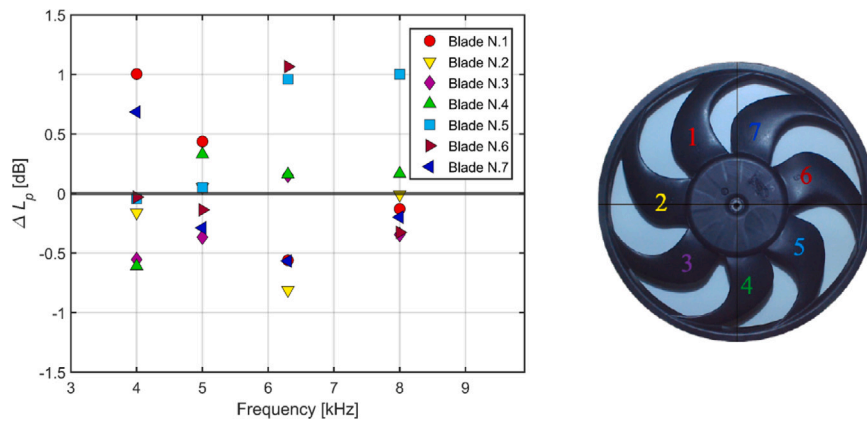 1.5
1
0.5
0
-0.5
-1
-1.5
Δ Lp [dB]
3
4
5
6
7
8
9
Frequency [kHz]
Blade N.1
Blade N.2
Blade N.3
Blade N.4
Blade N.5
Blade N.6
Blade N.7
1
7
6
2
5
3
4